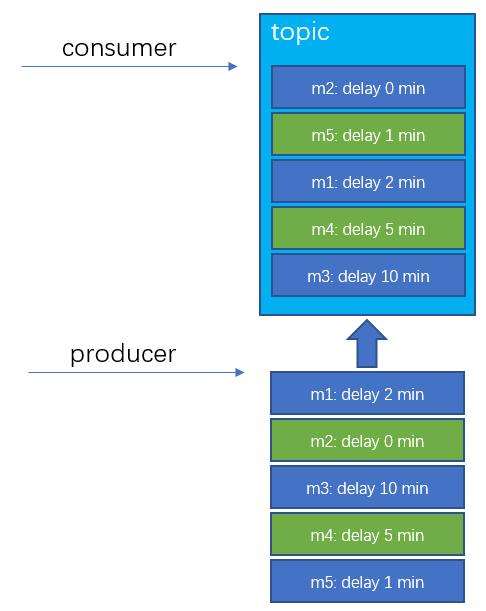 topic
consumer
m2: delay 0 min
m5: delay 1 min
m1: delay 2 min
m4: delay 5 min
m3: delay 10 min
producer
m1: delay 2 min
m2: delay 0 min
m3: delay 10 min
m4: delay 5 min
m5: delay 1 min